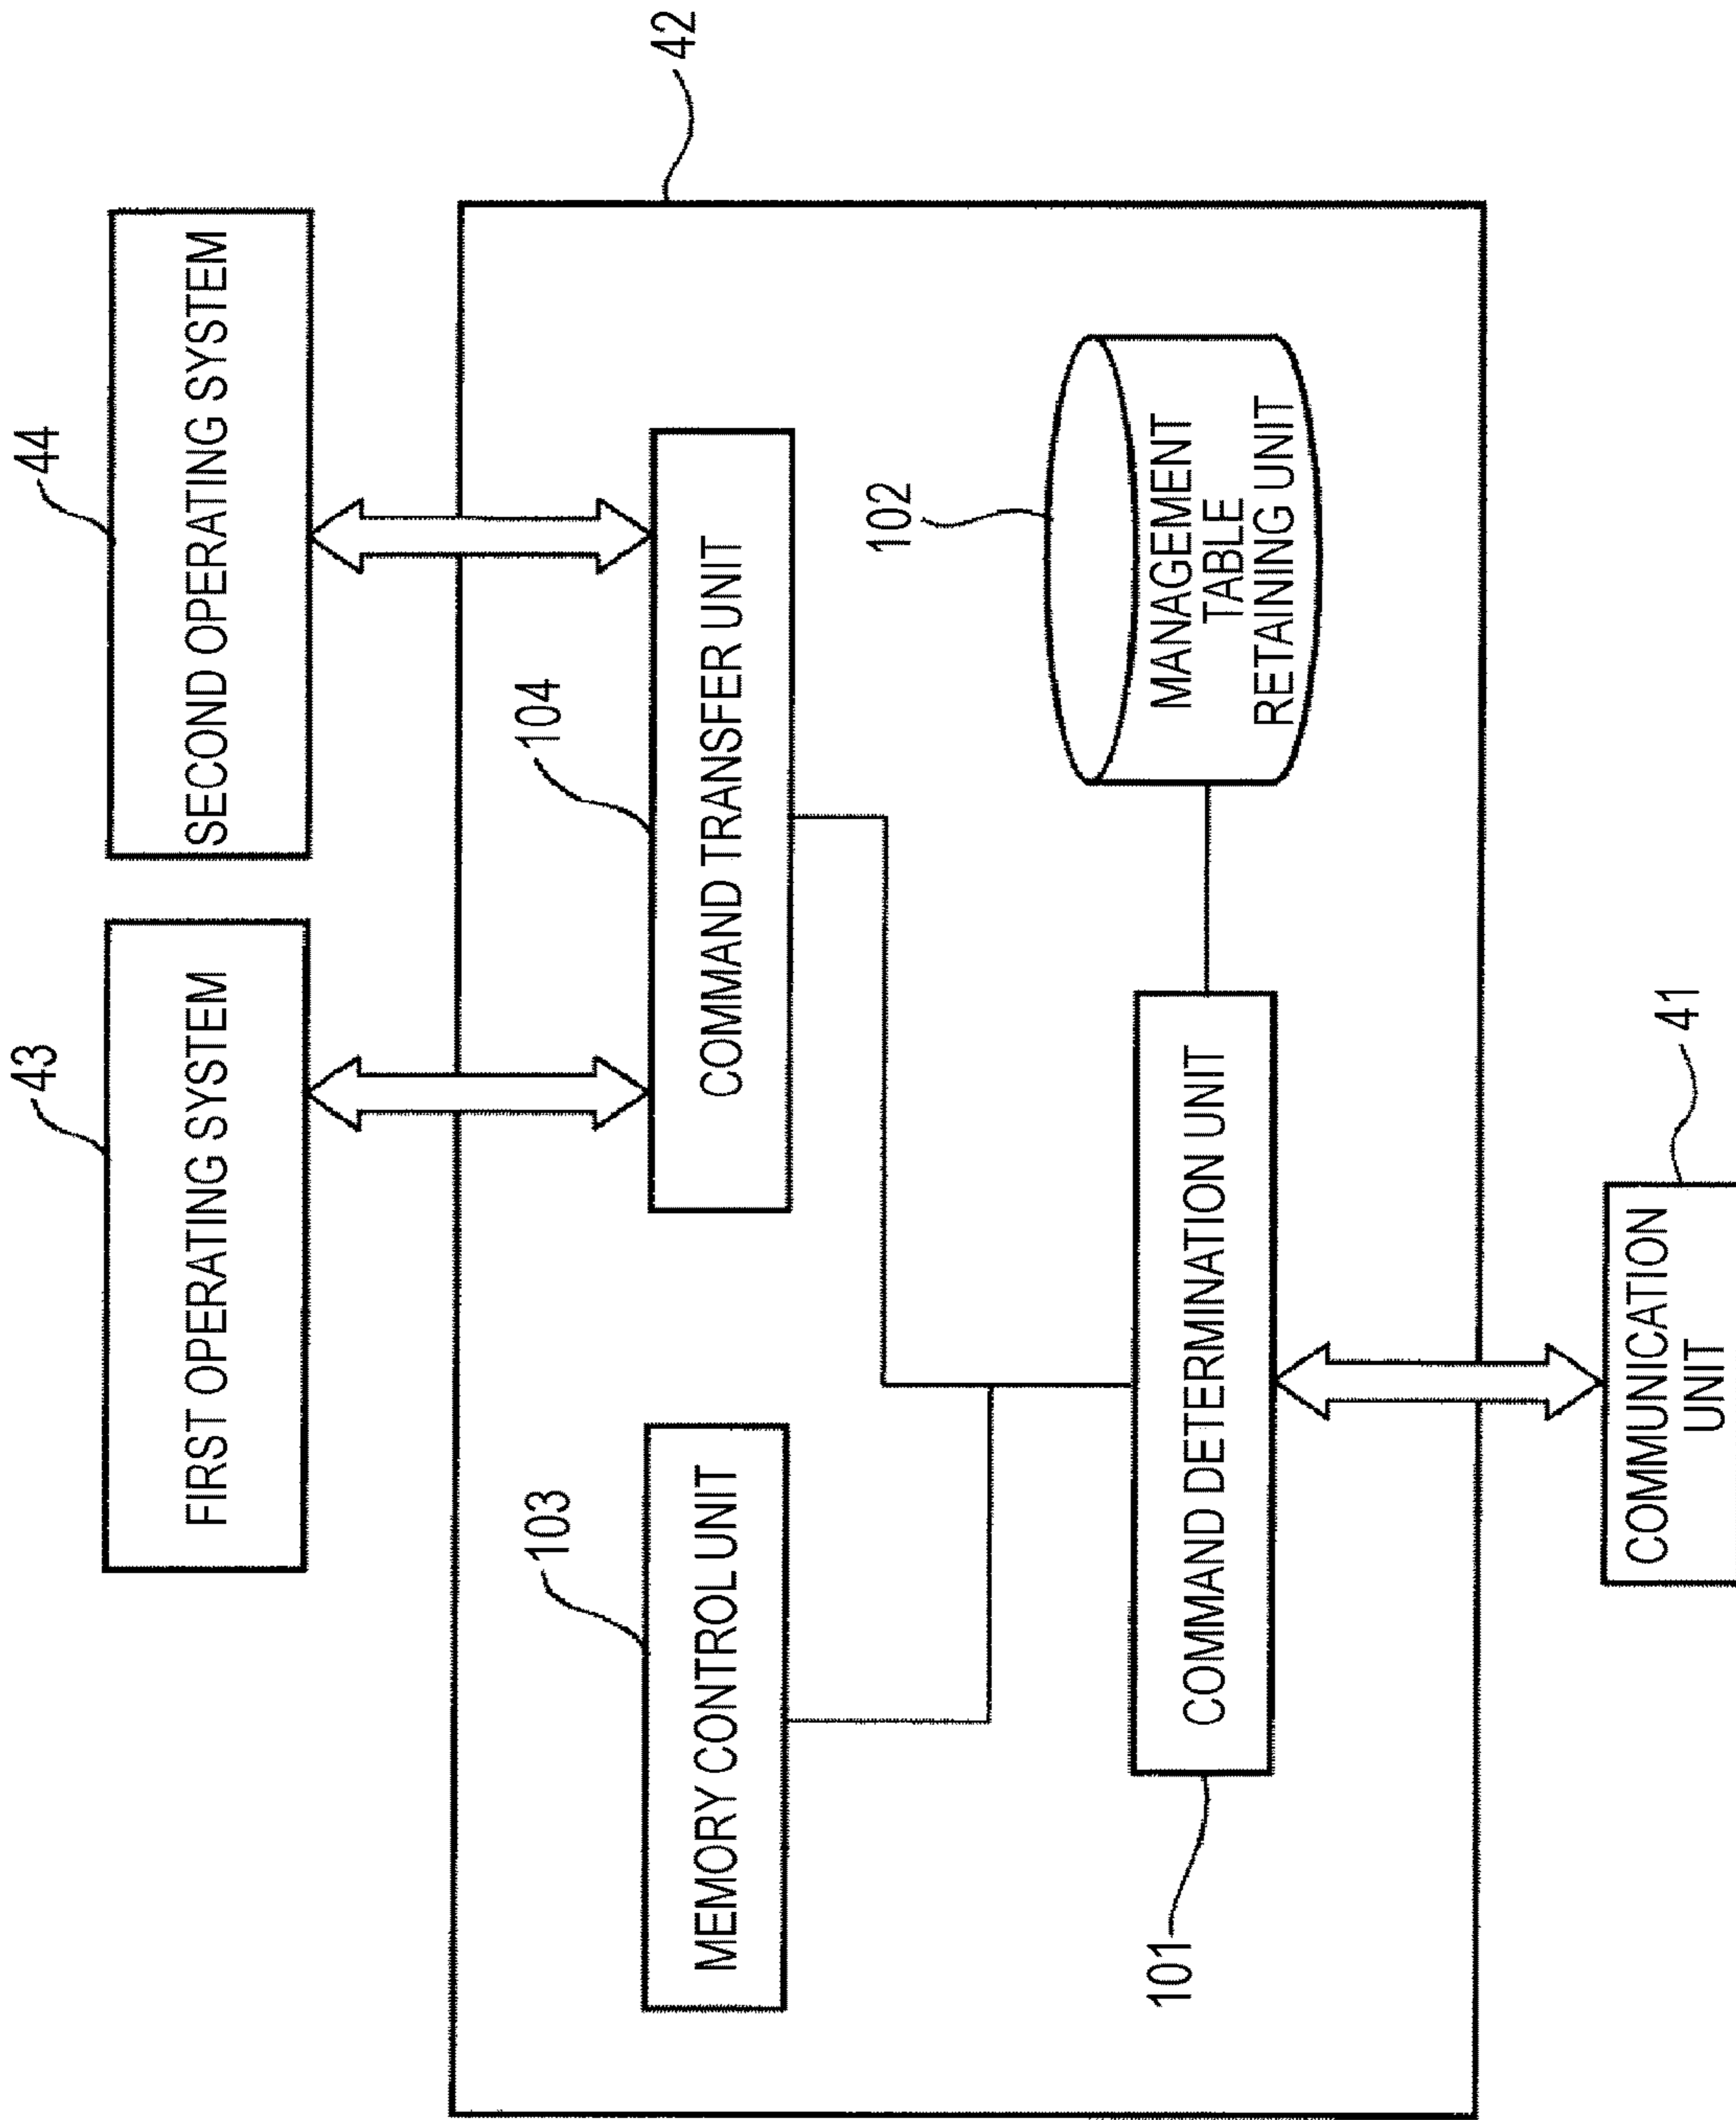 43
FIRST OPERATING SYSTEM
44
SECOND OPERATING SYSTEM
42
103
MEMORY CONTROL UNIT
104
COMMAND TRANSFER UNIT
102
MANAGEMENT
TABLE
RETAINING UNIT
101
COMMAND DETERMINATION UNIT
41
COMMUNICATION
UNIT